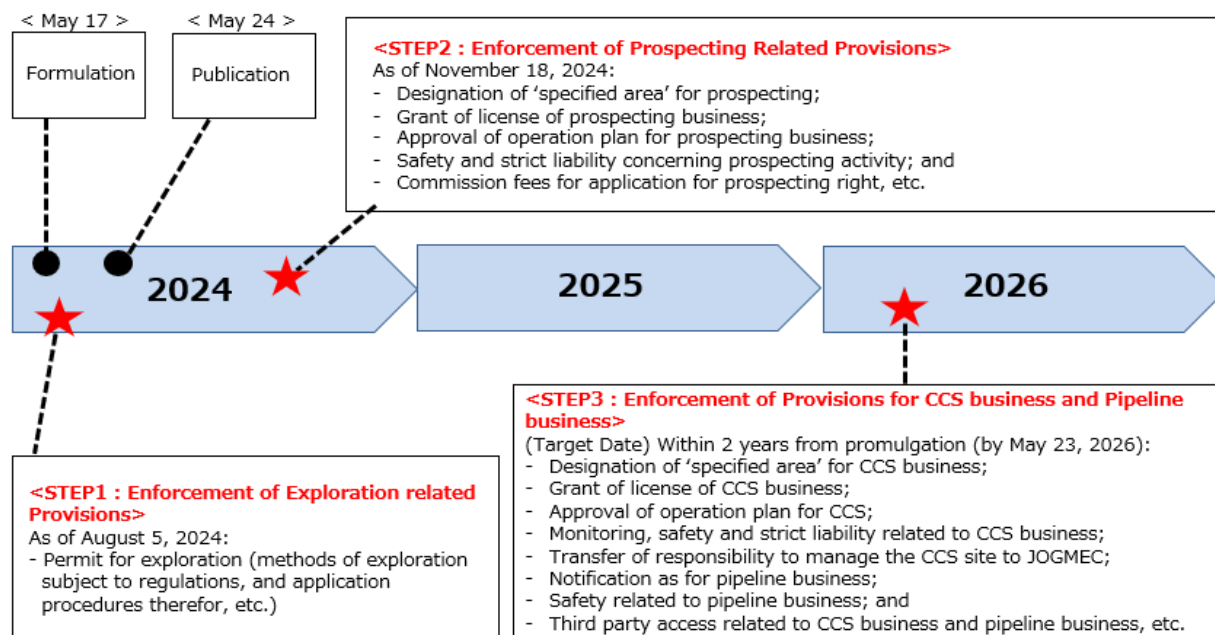 < May 17 >
Formulation
< May 24 >
Publication
<STEP2 : Enforcement of Prospecting Related Provisions>
As of November 18, 2024:
- Designation of ‘specified area’ for prospecting;
- Grant of license of prospecting business;
- Approval of operation plan for prospecting business;
- Safety and strict liability concerning prospecting activity; and
- Commission fees for application for prospecting right, etc.
2024
2025
2026
<STEP1 : Enforcement of Exploration related
Provisions>
As of August 5, 2024:
- Permit for exploration (methods of exploration
subject to regulations, and application
procedures therefor, etc.)
<STEP3 : Enforcement of Provisions for CCS business and Pipeline
business>
(Target Date) Within 2 years from promulgation (by May 23, 2026):
- Designation of ‘specified area’ for CCS business;
- Grant of license of CCS business;
- Approval of operation plan for CCS;
- Monitoring, safety and strict liability related to CCS business;
- Transfer of responsibility to manage the CCS site to JOGMEC;
- Notification as for pipeline business;
- Safety related to pipeline business; and
- Third party access related to CCS business and pipeline business, etc.